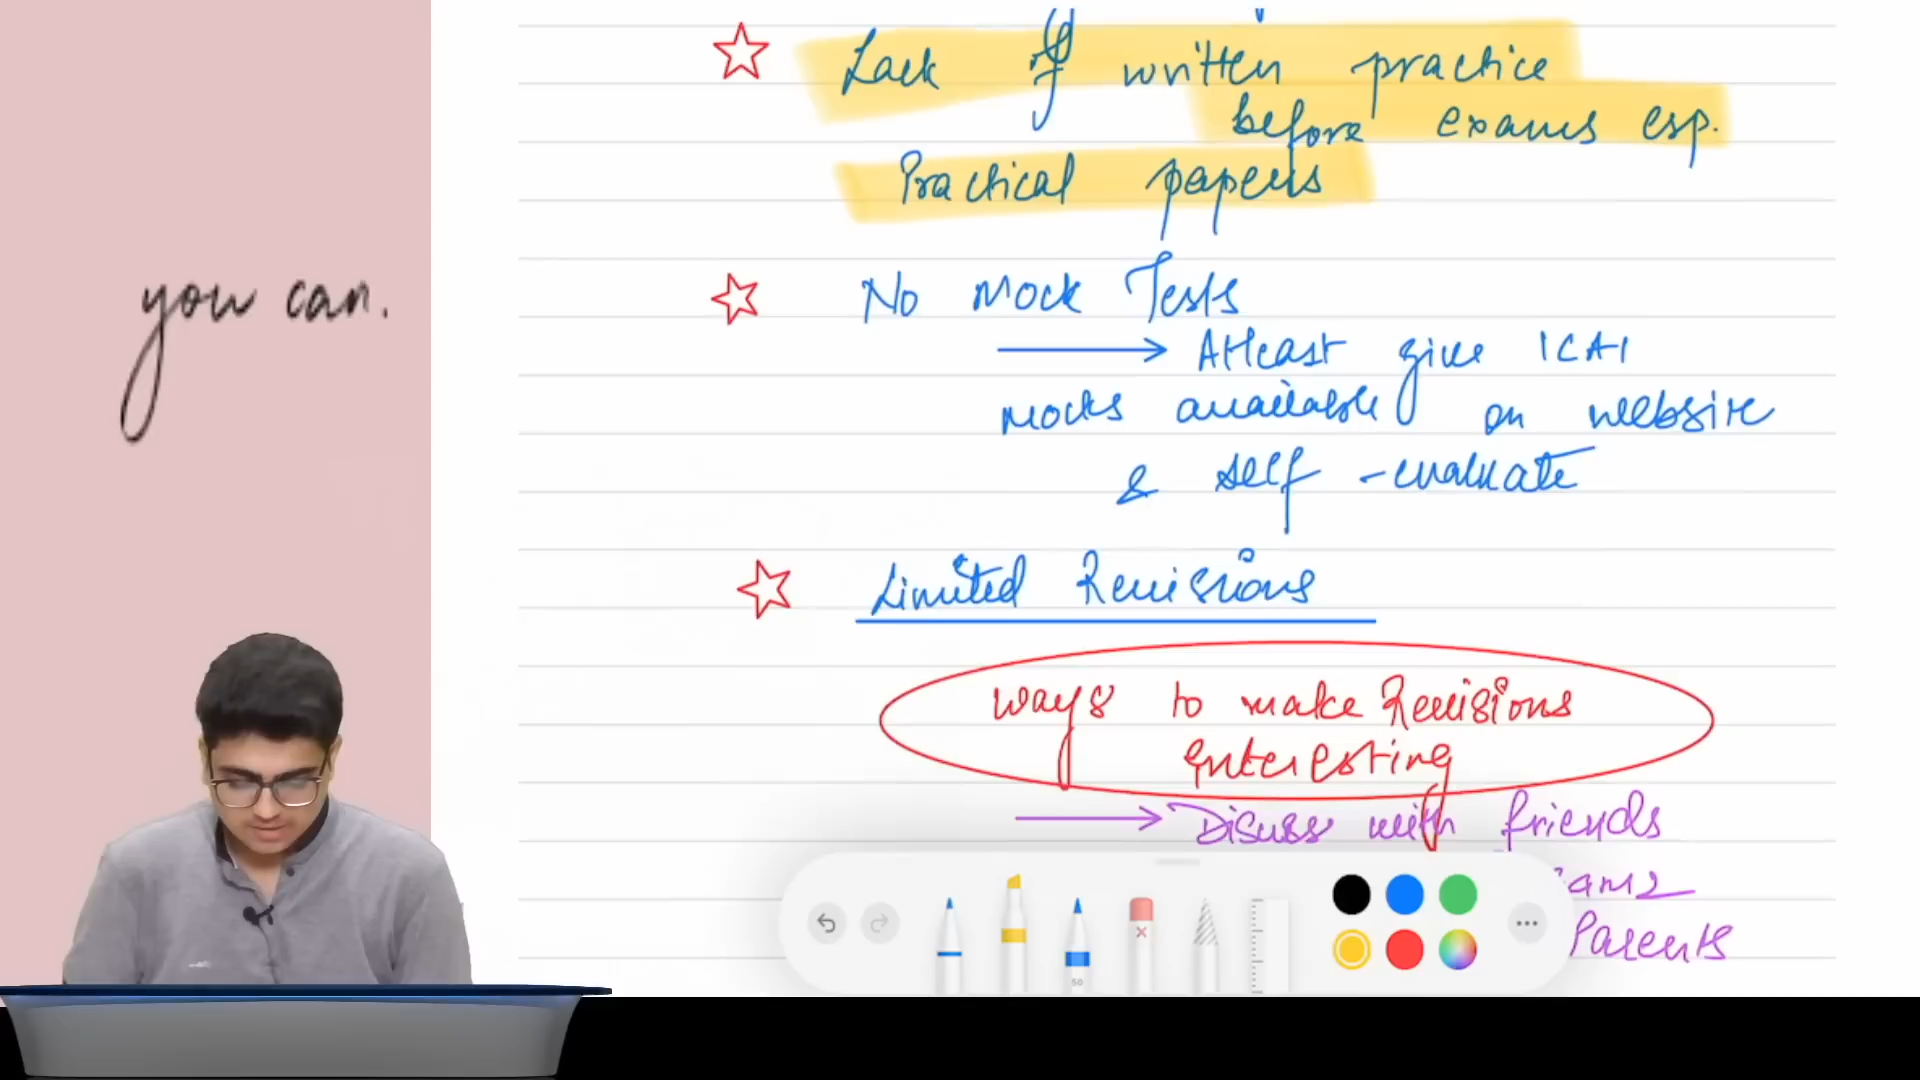 you can.
Lack of written practice
before exams esp.
Practical papers
No Mock Tests
→ Atleast give ICAI
mocks available on website
& self-evaluate
Limited Revisions
Ways to make Revisions
Interesting
→ Discuss with friends
Parents
50